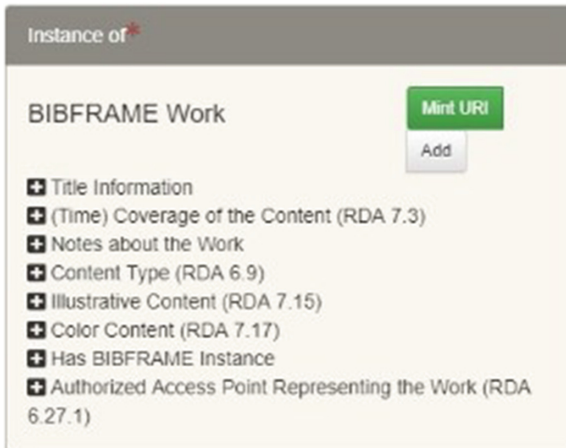 Instance of*
BIBFRAME Work
Mint URI
Add
Title Information
(Time) Coverage of the Content (RDA 7.3)
Notes about the Work
Content Type (RDA 6.9)
Illustrative Content (RDA 7.15)
Color Content (RDA 7.17)
Has BIBFRAME Instance
Authorized Access Point Representing the Work (RDA
6.27.1)